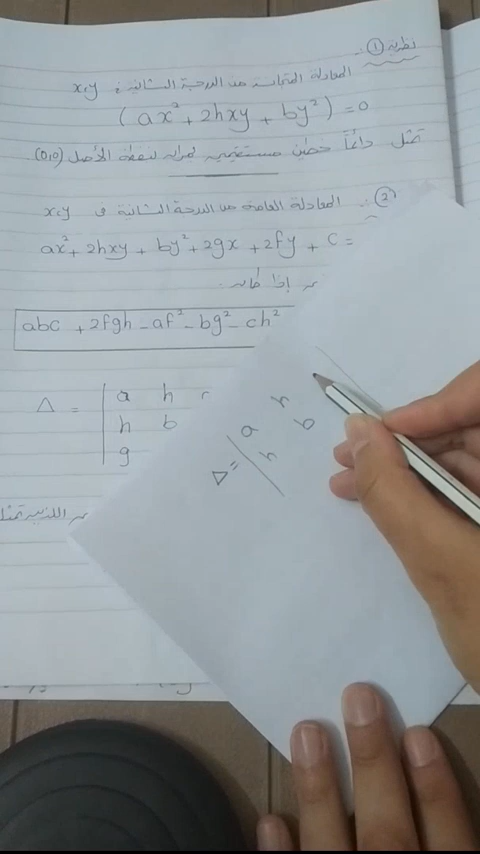 نظرية ① :-
المعادلة المتجانسة من الدرجة الثانية في x,y
(ax² + 2hxy + by²) = 0
تمثل دائماً خطين مستقيمين يمران بنقطة الأصل (0,0)
② المعادلة العامة من الدرجة الثانية في x,y
ax² + 2hxy + by² + 2gx + 2fy + c =
إذا كان
abc + 2fgh - af² - bg² - ch²
Δ = | a h
h b
g
Δ = | a h
h b